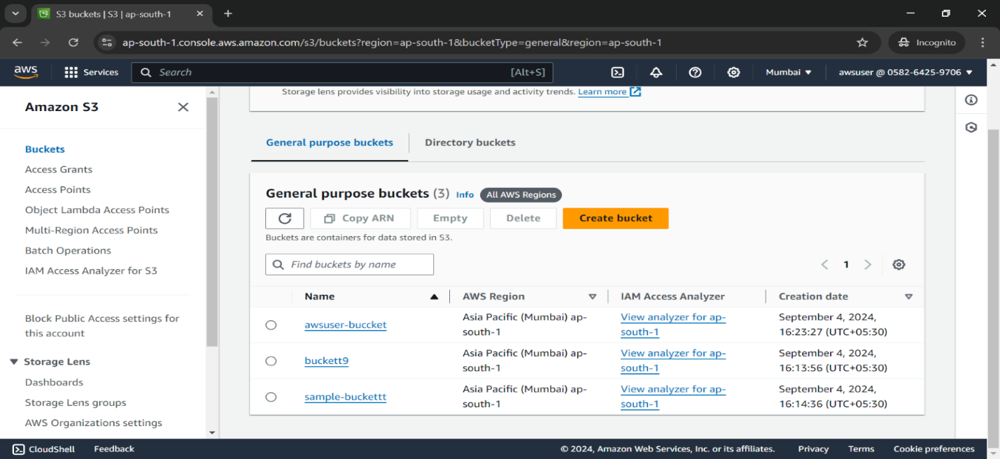 S3 buckets | S3 | ap-south-1
ap-south-1.console.aws.amazon.com/s3/buckets?region=ap-south-1&bucketType=general&region=ap-south-1
Incognito
aws
Services
Search
[Alt+S]
Mumbai
awsuser @ 0582-6425-9706
Amazon S3
Buckets
Access Grants
Access Points
Object Lambda Access Points
Multi-Region Access Points
Batch Operations
IAM Access Analyzer for S3
Block Public Access settings for
this account
Storage Lens
Dashboards
Storage Lens groups
AWS Organizations settings
Storage lens provides visibility into storage usage and activity trends. Learn more
General purpose buckets
Directory buckets
General purpose buckets (3) Info All AWS Regions
Copy ARN
Empty
Delete
Create bucket
Buckets are containers for data stored in S3.
Find buckets by name
1
Name
AWS Region
IAM Access Analyzer
Creation date
awsuser-buccket
Asia Pacific (Mumbai) ap-
south-1
View analyzer for ap-
south-1
September 4, 2024,
16:23:27 (UTC+05:30)
buckett9
Asia Pacific (Mumbai) ap-
south-1
View analyzer for ap-
south-1
September 4, 2024,
16:13:56 (UTC+05:30)
sample-buckettt
Asia Pacific (Mumbai) ap-
south-1
View analyzer for ap-
south-1
September 4, 2024,
16:14:36 (UTC+05:30)
CloudShell
Feedback
© 2024, Amazon Web Services, Inc. or its affiliates.
Privacy
Terms
Cookie preferences